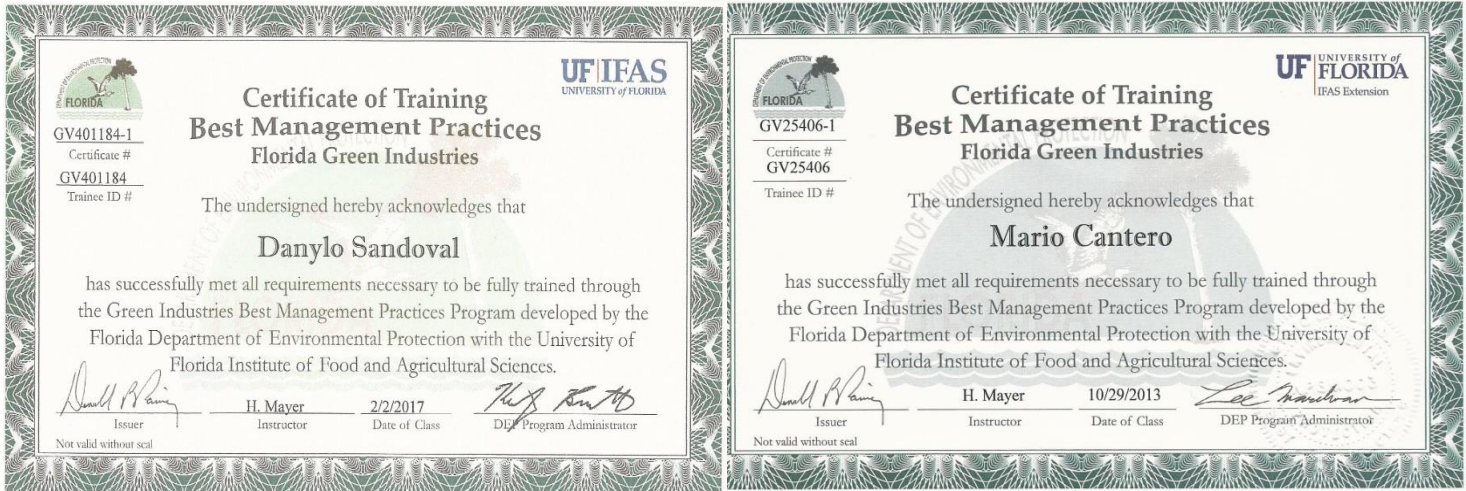 FLORIDA
UF IFAS
UNIVERSITY of FLORIDA
GV401184-1
Certificate #
GV401184
Trainee ID #
Certificate of Training
Best Management Practices
Florida Green Industries
The undersigned hereby acknowledges that
Danylo Sandoval
has successfully met all requirements necessary to be fully trained through
the Green Industries Best Management Practices Program developed by the
Florida Department of Environmental Protection with the University of
Florida Institute of Food and Agricultural Sciences.
H. Mayer 2/2/2017
Issuer Instructor Date of Class DEP Program Administrator
Not valid without seal
FLORIDA
UF UNIVERSITY of
FLORIDA
IFAS Extension
GV25406-1
Certificate #
GV25406
Trainee ID #
Certificate of Training
Best Management Practices
Florida Green Industries
The undersigned hereby acknowledges that
Mario Cantero
has successfully met all requirements necessary to be fully trained through
the Green Industries Best Management Practices Program developed by the
Florida Department of Environmental Protection with the University of
Florida Institute of Food and Agricultural Sciences.
H. Mayer 10/29/2013
Issuer Instructor Date of Class DEP Program Administrator
Not valid without seal